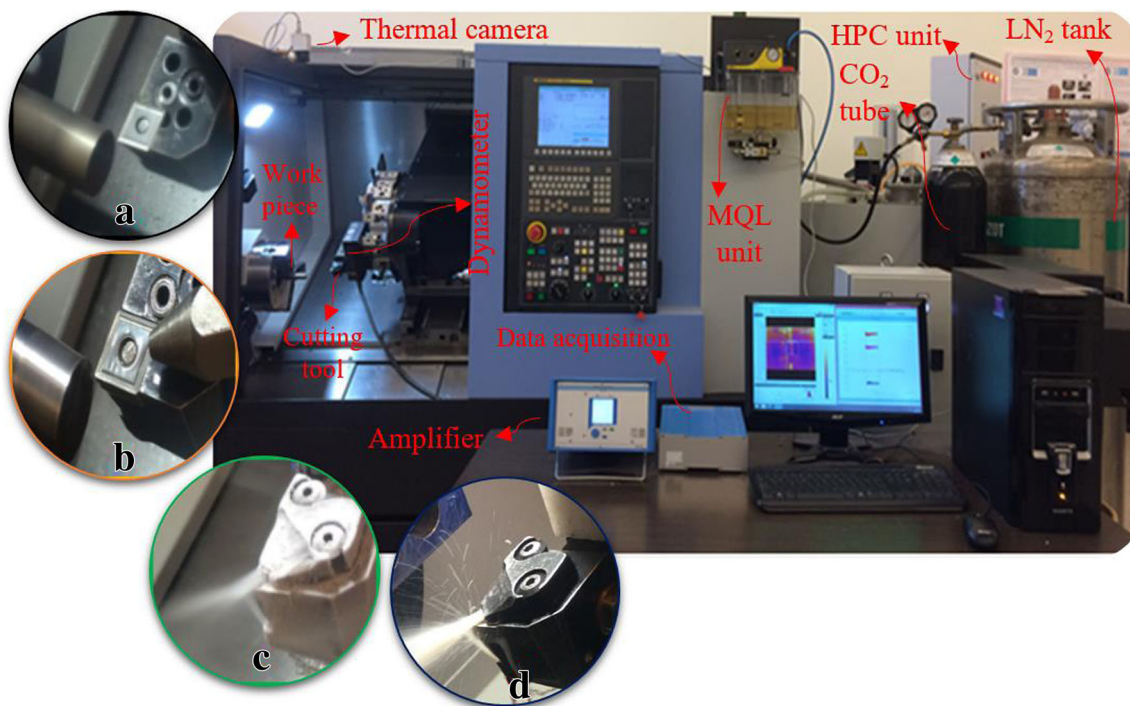 Thermal camera
HPC unit
LN₂ tank
CO₂
tube
Work
piece
Dynamometer
MQL
unit
Cutting
tool
Data acquisition
Amplifier
a
b
c
d